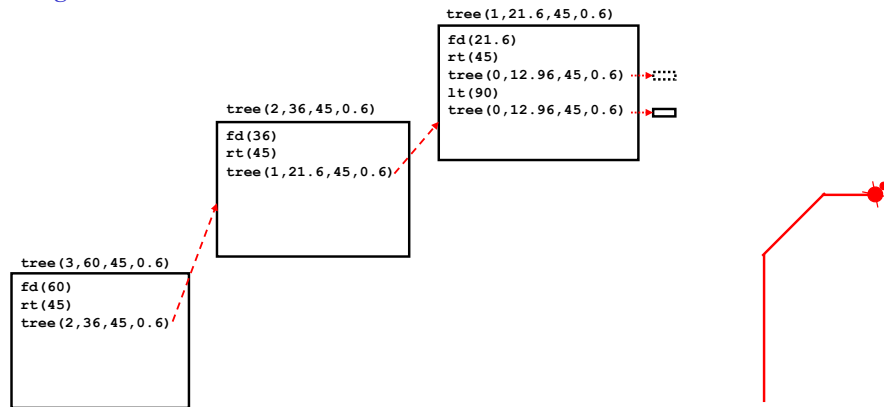 tree(1,21.6,45,0.6)
fd(21.6)
rt(45)
tree(0,12.96,45,0.6)
lt(90)
tree(0,12.96,45,0.6)
tree(2,36,45,0.6)
fd(36)
rt(45)
tree(1,21.6,45,0.6)
tree(3,60,45,0.6)
fd(60)
rt(45)
tree(2,36,45,0.6)